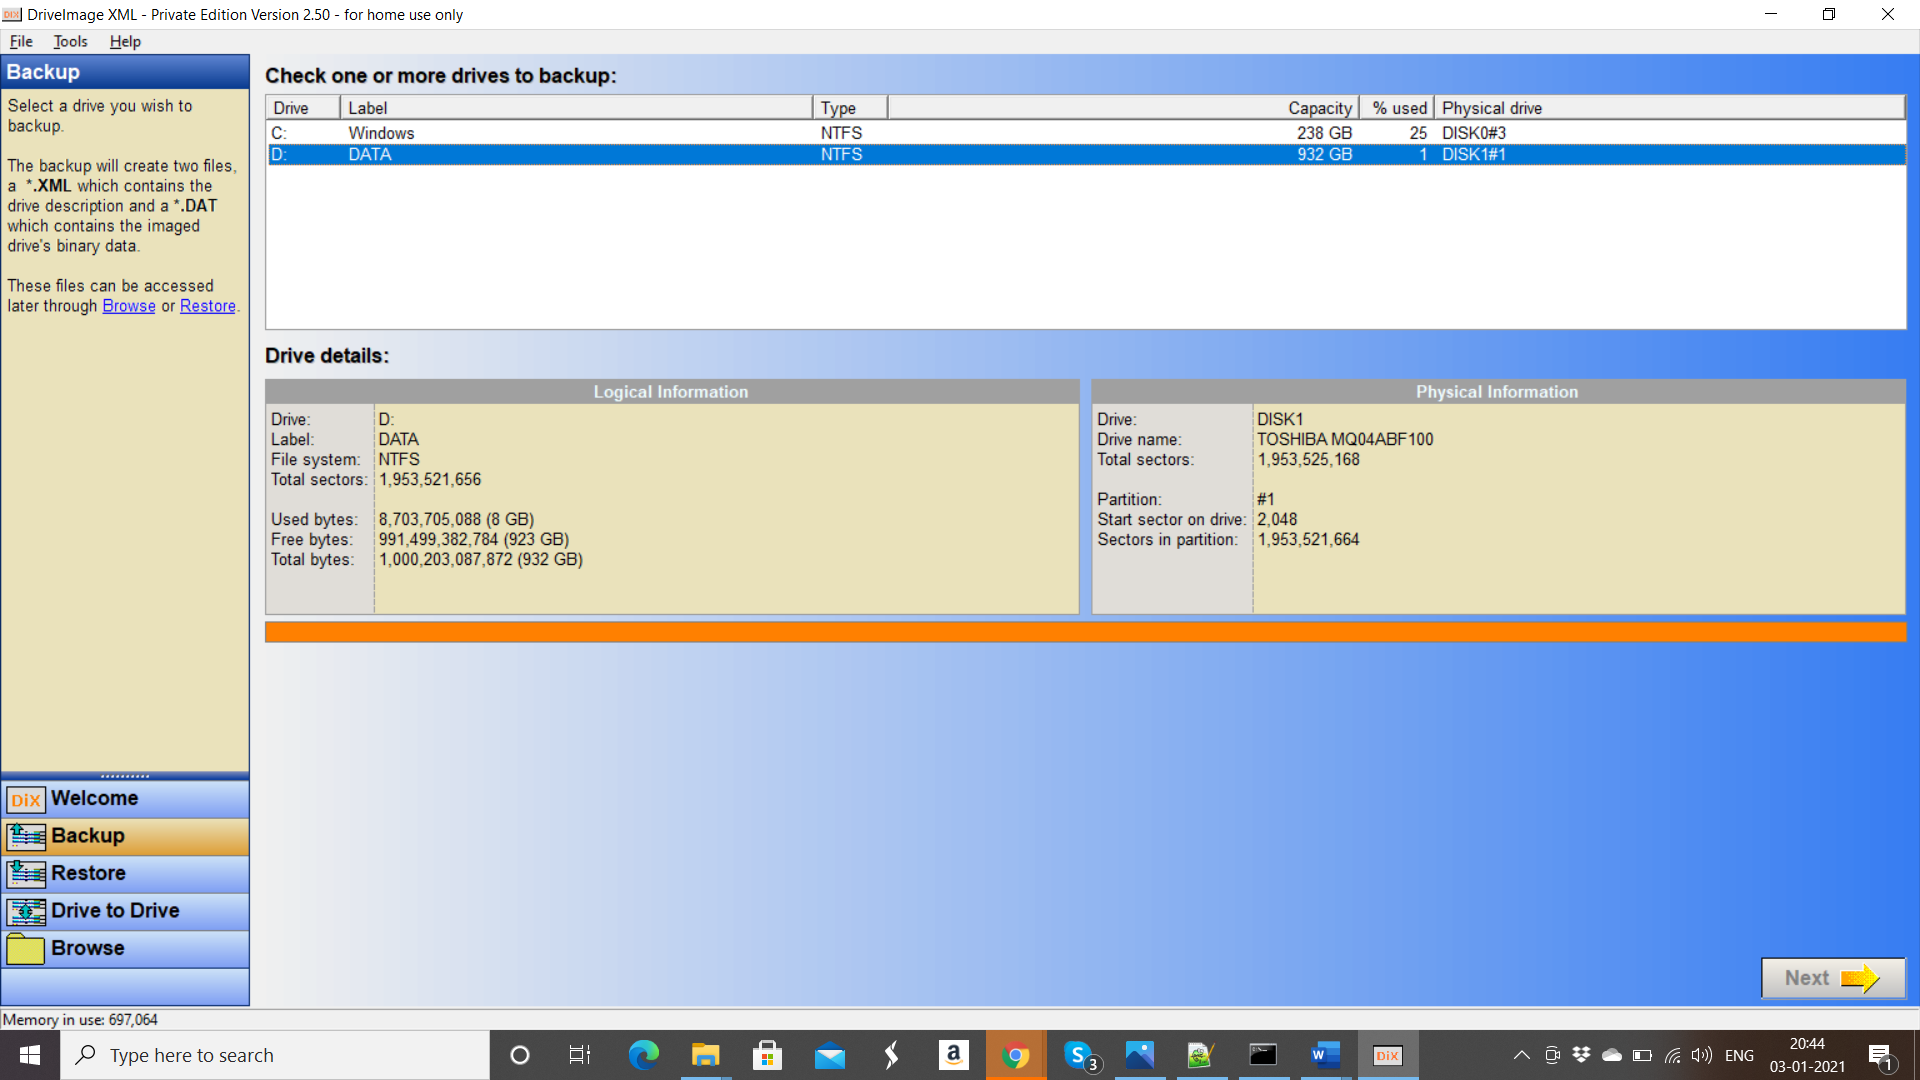 DiX DriveImage XML - Private Edition Version 2.50 - for home use only
File Tools Help
Backup
Select a drive you wish to
backup.
The backup will create two files,
a *.XML which contains the
drive description and a *.DAT
which contains the imaged
drive's binary data.
These files can be accessed
later through Browse or Restore.
Check one or more drives to backup:
Drive Label Type Capacity % used Physical drive
C: Windows NTFS 238 GB 25 DISK0#3
D: DATA NTFS 932 GB 1 DISK1#1
Drive details:
Logical Information
Drive: D:
Label: DATA
File system: NTFS
Total sectors: 1,953,521,656
Used bytes: 8,703,705,088 (8 GB)
Free bytes: 991,499,382,784 (923 GB)
Total bytes: 1,000,203,087,872 (932 GB)
Physical Information
Drive: DISK1
Drive name: TOSHIBA MQ04ABF100
Total sectors: 1,953,525,168
Partition: #1
Start sector on drive: 2,048
Sectors in partition: 1,953,521,664
DiX Welcome
Backup
Restore
Drive to Drive
Browse
Next
Memory in use: 697,064
Type here to search
a
S 3
W
DiX
ENG
20:44
03-01-2021
1